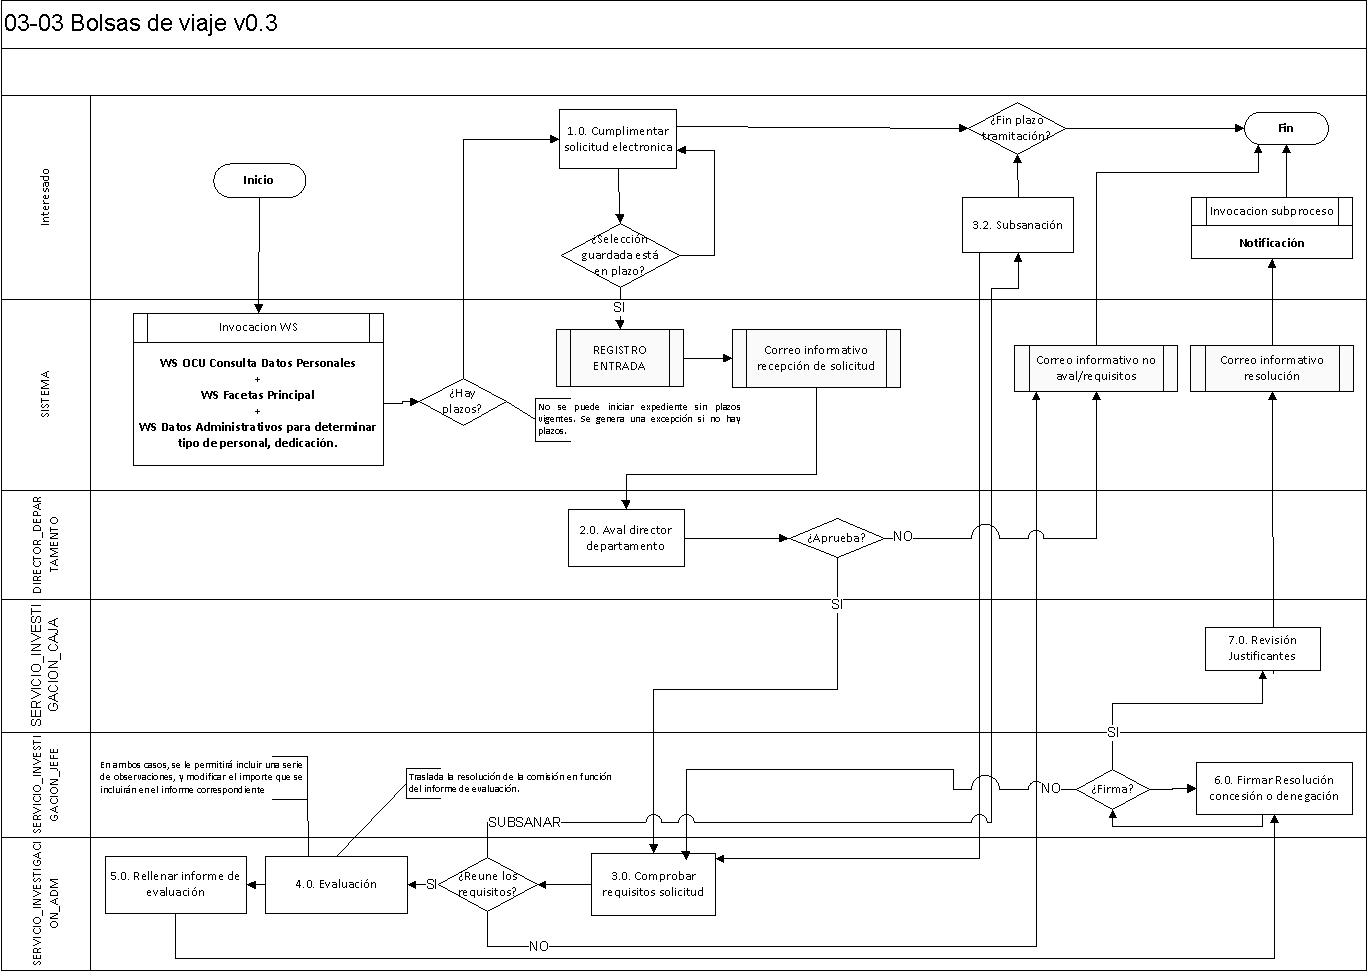 03-03 Bolsas de viaje v0.3
Interesado
Inicio
1.0. Cumplimentar
solicitud electronica
¿Selección
guardada está
en plazo?
SI
¿Fin plazo
tramitación?
3.2. Subsanación
Fin
Invocacion subproceso
Notificación
SISTEMA
Invocacion WS
WS OCU Consulta Datos Personales
+
WS Facetas Principal
+
WS Datos Administrativos para determinar
tipo de personal, dedicación.
¿Hay
plazos?
No se puede iniciar expediente sin plazos
vigentes. Se genera una excepción si no hay
plazos.
REGISTRO
ENTRADA
Correo informativo
recepción de solicitud
Correo informativo no
aval/requisitos
Correo informativo
resolución
DIRECTOR_DEPAR
TAMENTO
2.0. Aval director
departamento
¿Aprueba?
NO
SI
SERVICIO_INVESTI
GACION_CAJA
7.0. Revisión
Justificantes
SI
SERVICIO_INVESTI
GACION_JEFE
En ambos casos, se le permitirá incluir una serie
de observaciones, y modificar el importe que se
incluirán en el informe correspondiente
Traslada la resolución de la comisión en función
del informe de evaluación.
NO
¿Firma?
6.0. Firmar Resolución
concesión o denegación
SUBSANAR
SERVICIO_INVESTIGACI
ON_ADM
5.0. Rellenar informe de
evaluación
4.0. Evaluación
SI
¿Reune los
requisitos?
3.0. Comprobar
requisitos solicitud
NO